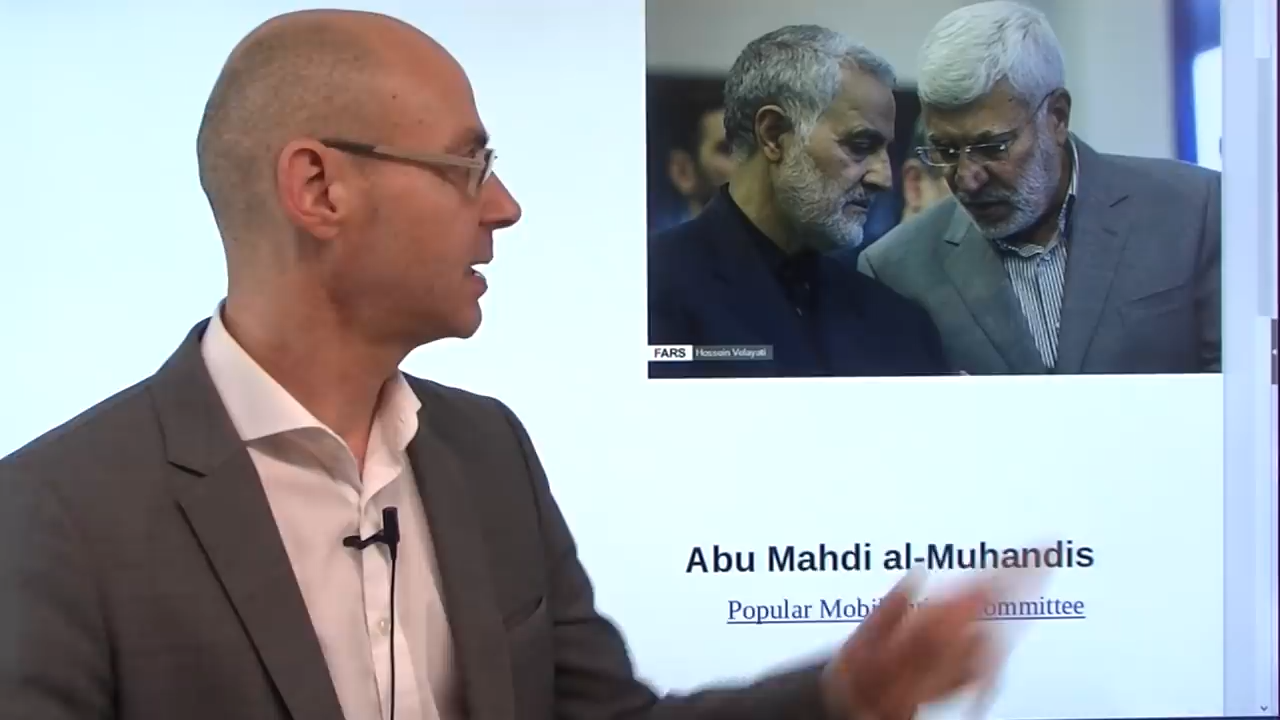 FARS Hossein Velayati
Abu Mahdi al-Muhandis
Popular Committee